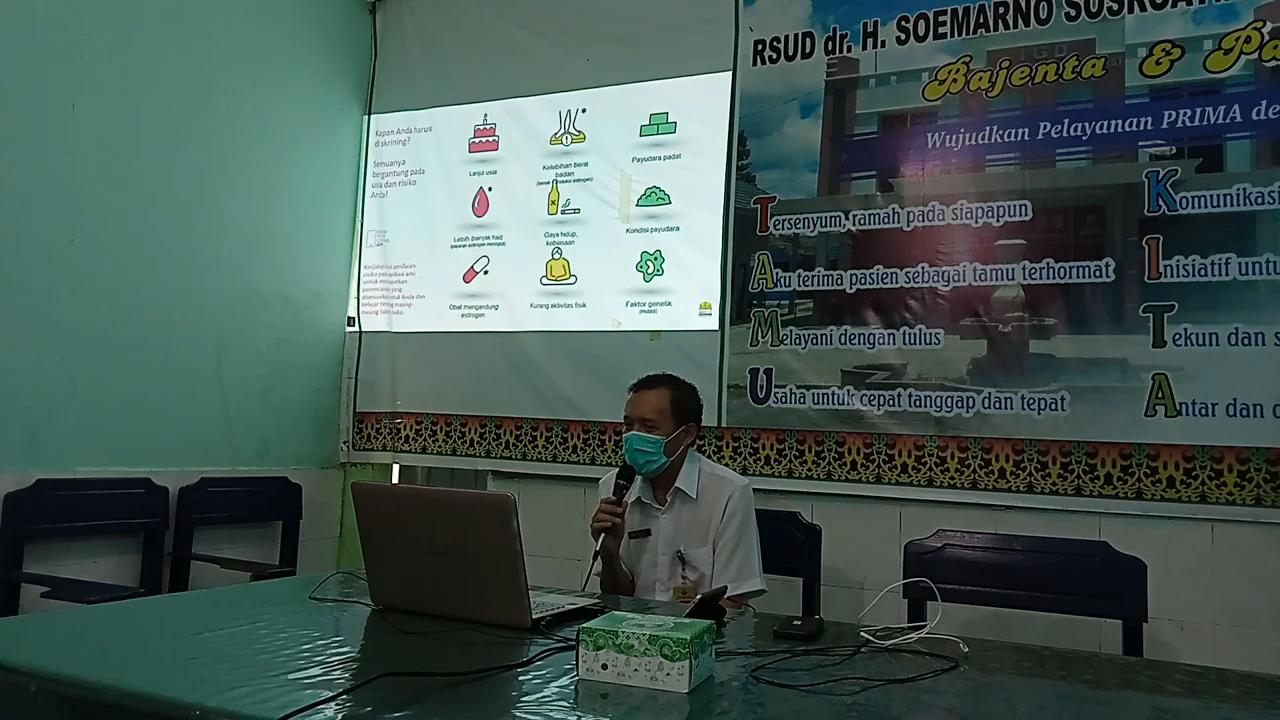 Kapan Anda harus
di skrining?
Semuanya
bergantung pada
usia dan risiko
Anda!
Lanjut usia
Kelebihan berat
badan
Payudara padat
Lebih banyak haid
Gaya hidup,
kebiasaan
Kondisi payudara
Obat mengandung
estrogen
Kurang aktivitas fisik
Faktor genetik
(mutasi)
RSUD dr. H. SOEMARNO
Bajenta & Pa
Wujudkan Pelayanan PRIMA de
Tersenyum, ramah pada siapapun
Aku terima pasien sebagai tamu terhormat
Melayani dengan tulus
Usaha untuk cepat tanggap dan tepat
Komunikasi
Inisiatif untu
Tekun dan s
Antar dan